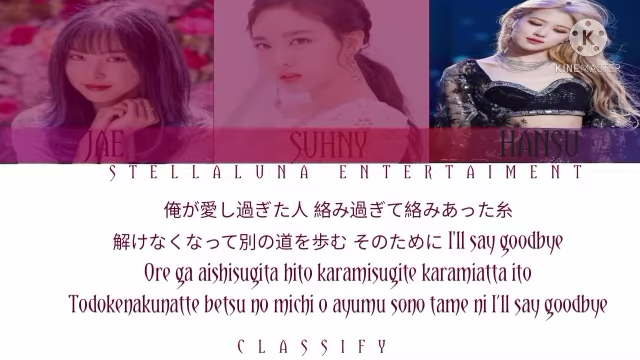 K
KINEMASTER
JAE SUHNY HANSU
STELLALUNA ENTERTAIMENT
俺が愛し過ぎた人 絡み過ぎて絡みあった糸
解けなくなって別の道を歩む そのために I'll say goodbye
Ore ga aishisugita hito karamisugite karamiatta ito
Todokenakunatte betsu no michi o ayumu sono tame ni I'll say goodbye
CLASSIFY